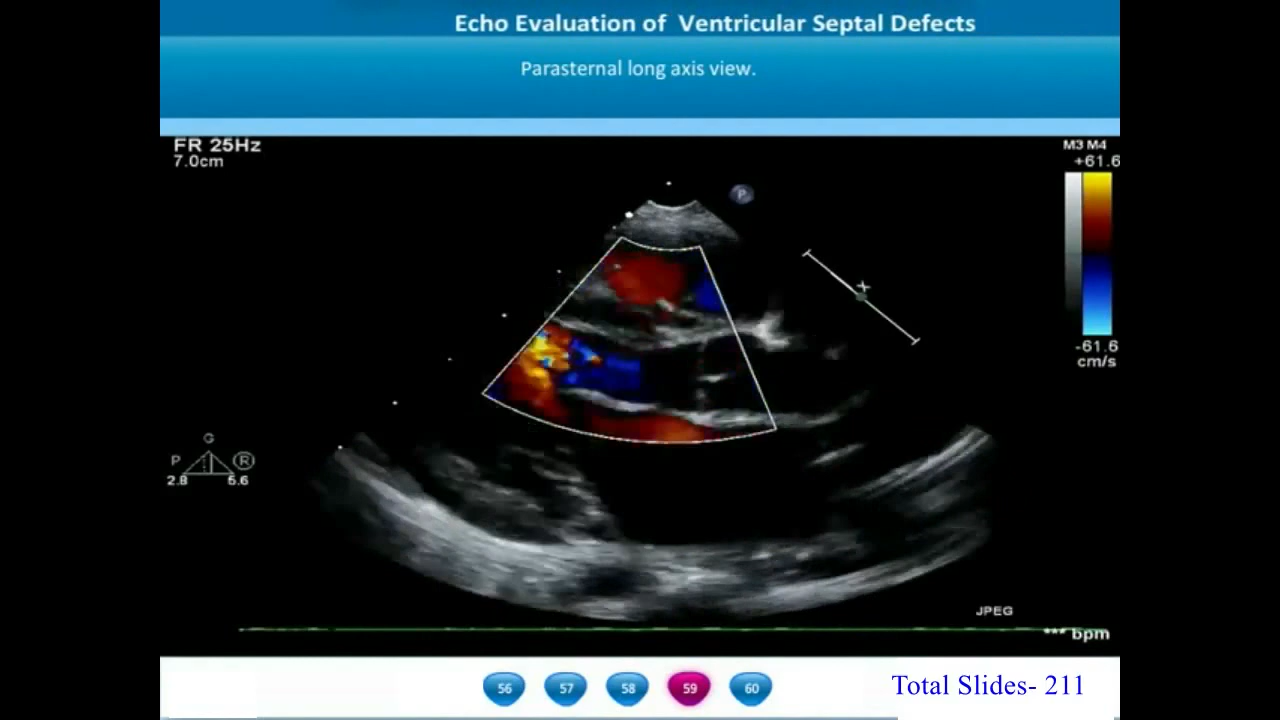 Echo Evaluation of Ventricular Septal Defects
Parasternal long axis view.
FR 25Hz
7.0cm
M3 M4
+61.6
-61.6
cm/s
P
x
G
P R
2.8 5.6
JPEG
*** bpm
56 57 58 59 60
Total Slides- 211